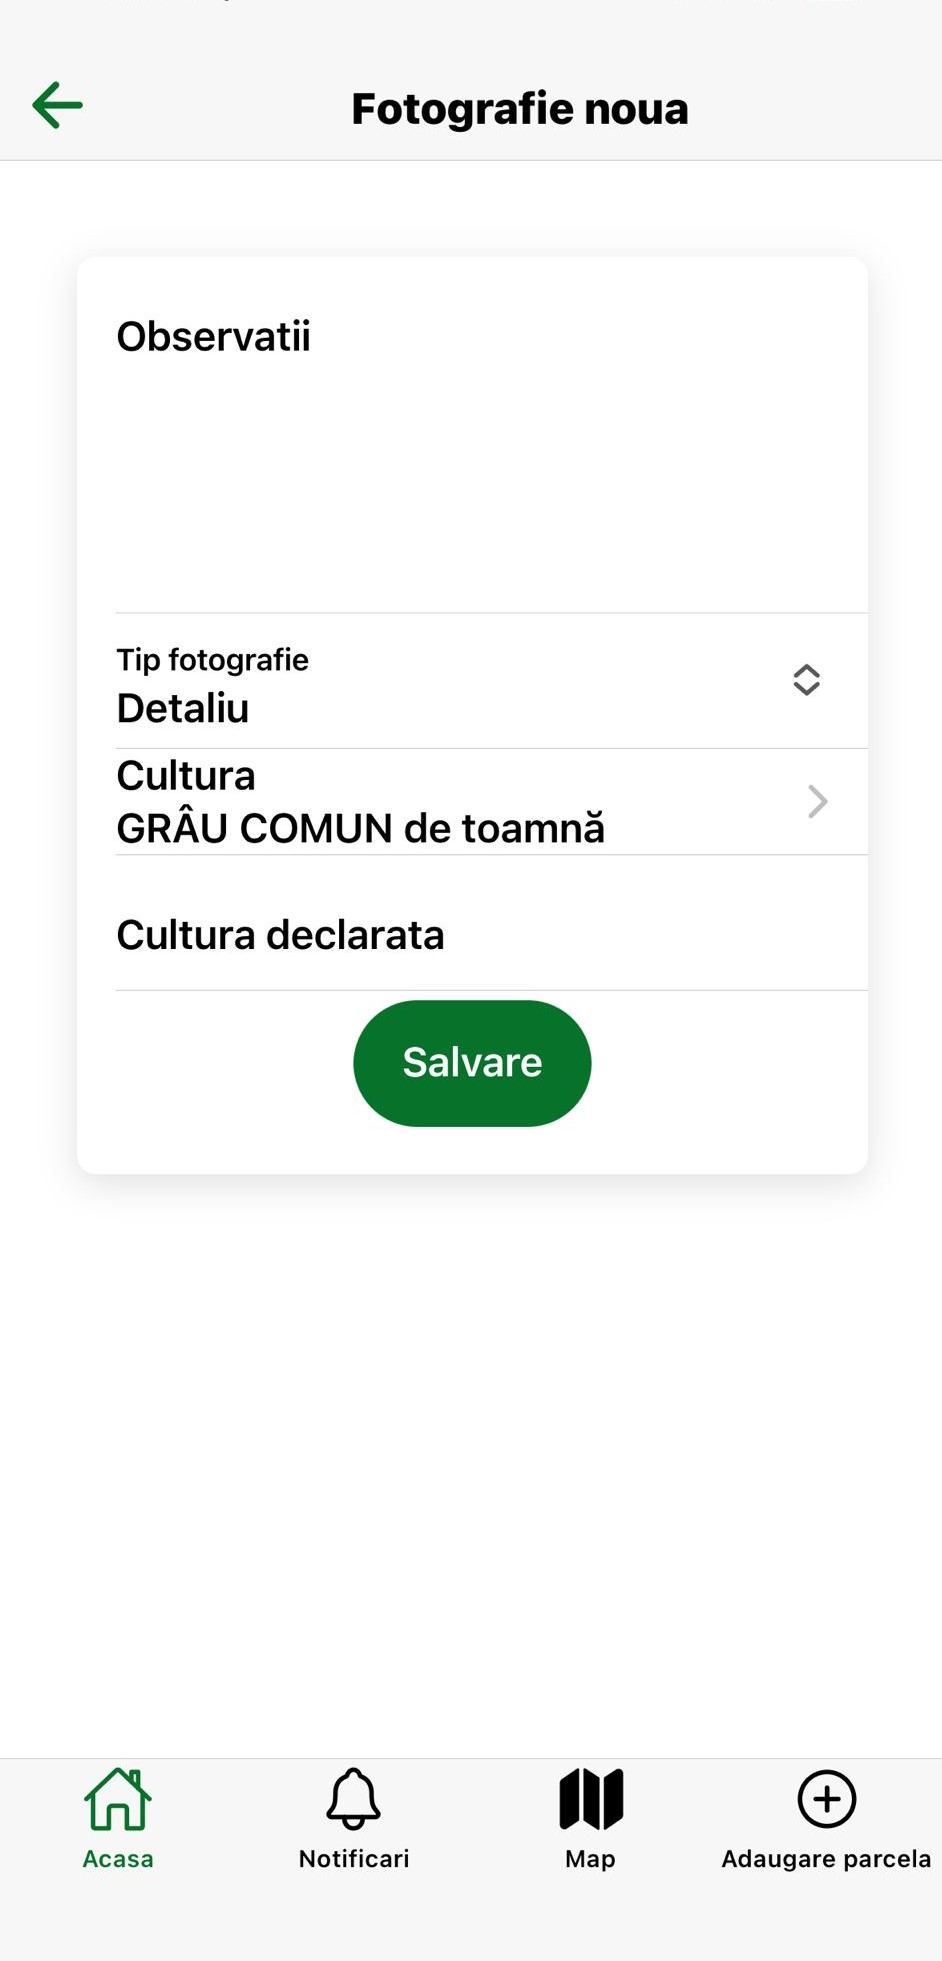 Fotografie noua
Observatii
Tip fotografie
Detaliu
Cultura
GRÂU COMUN de toamnă
Cultura declarata
Salvare
Acasa
Notificari
Map
Adaugare parcela